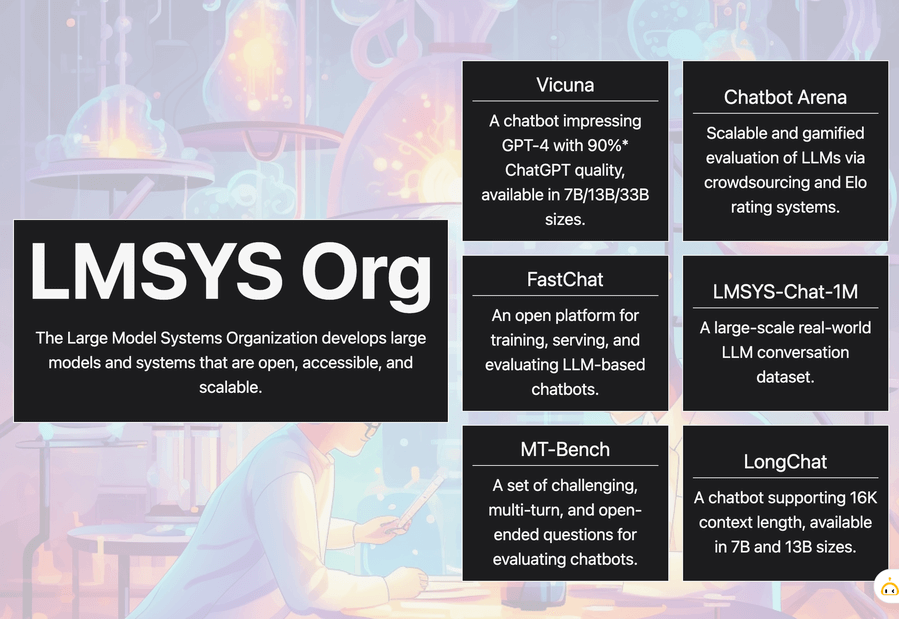 LMSYS Org
The Large Model Systems Organization develops large
models and systems that are open, accessible, and
scalable.
Vicuna
A chatbot impressing
GPT-4 with 90%*
ChatGPT quality,
available in 7B/13B/33B
sizes.
Chatbot Arena
Scalable and gamified
evaluation of LLMs via
crowdsourcing and Elo
rating systems.
FastChat
An open platform for
training, serving, and
evaluating LLM-based
chatbots.
LMSYS-Chat-1M
A large-scale real-world
LLM conversation
dataset.
MT-Bench
A set of challenging,
multi-turn, and open-
ended questions for
evaluating chatbots.
LongChat
A chatbot supporting 16K
context length, available
in 7B and 13B sizes.